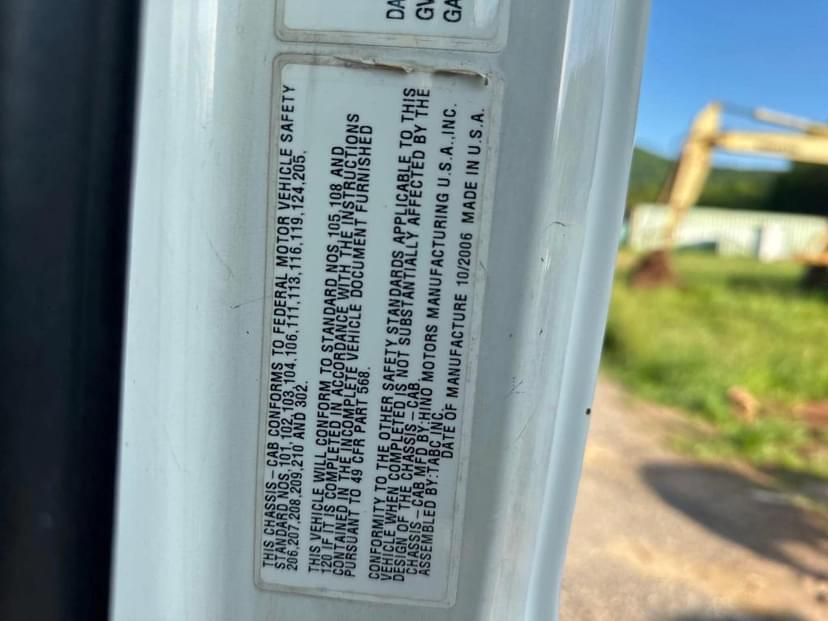 DA
GV
GA
THIS CHASSIS-CAB CONFORMS TO FEDERAL MOTOR VEHICLE SAFETY
STANDARD NOS. 101,102,103,104,106,111,113,116,119,124,205,
206,207,208,209,210 AND 302.
THIS VEHICLE WILL CONFORM TO STANDARD NOS. 105,108 AND
120 IF IT IS COMPLETED IN ACCORDANCE WITH THE INSTRUCTIONS
CONTAINED IN THE INCOMPLETE VEHICLE DOCUMENT FURNISHED
PURSUANT TO 49 CFR PART 568.
CONFORMITY TO THE OTHER SAFETY STANDARDS APPLICABLE TO THIS
VEHICLE WHEN COMPLETED IS NOT SUBSTANTIALLY AFFECTED BY THE
DESIGN OF THE CHASSIS-CAB.
CHASSIS-CAB MFD BY:HINO MOTORS MANUFACTURING U.S.A.,INC.
ASSEMBLED BY:TABC INC.
DATE OF MANUFACTURE 10/2006 MADE IN U.S.A.